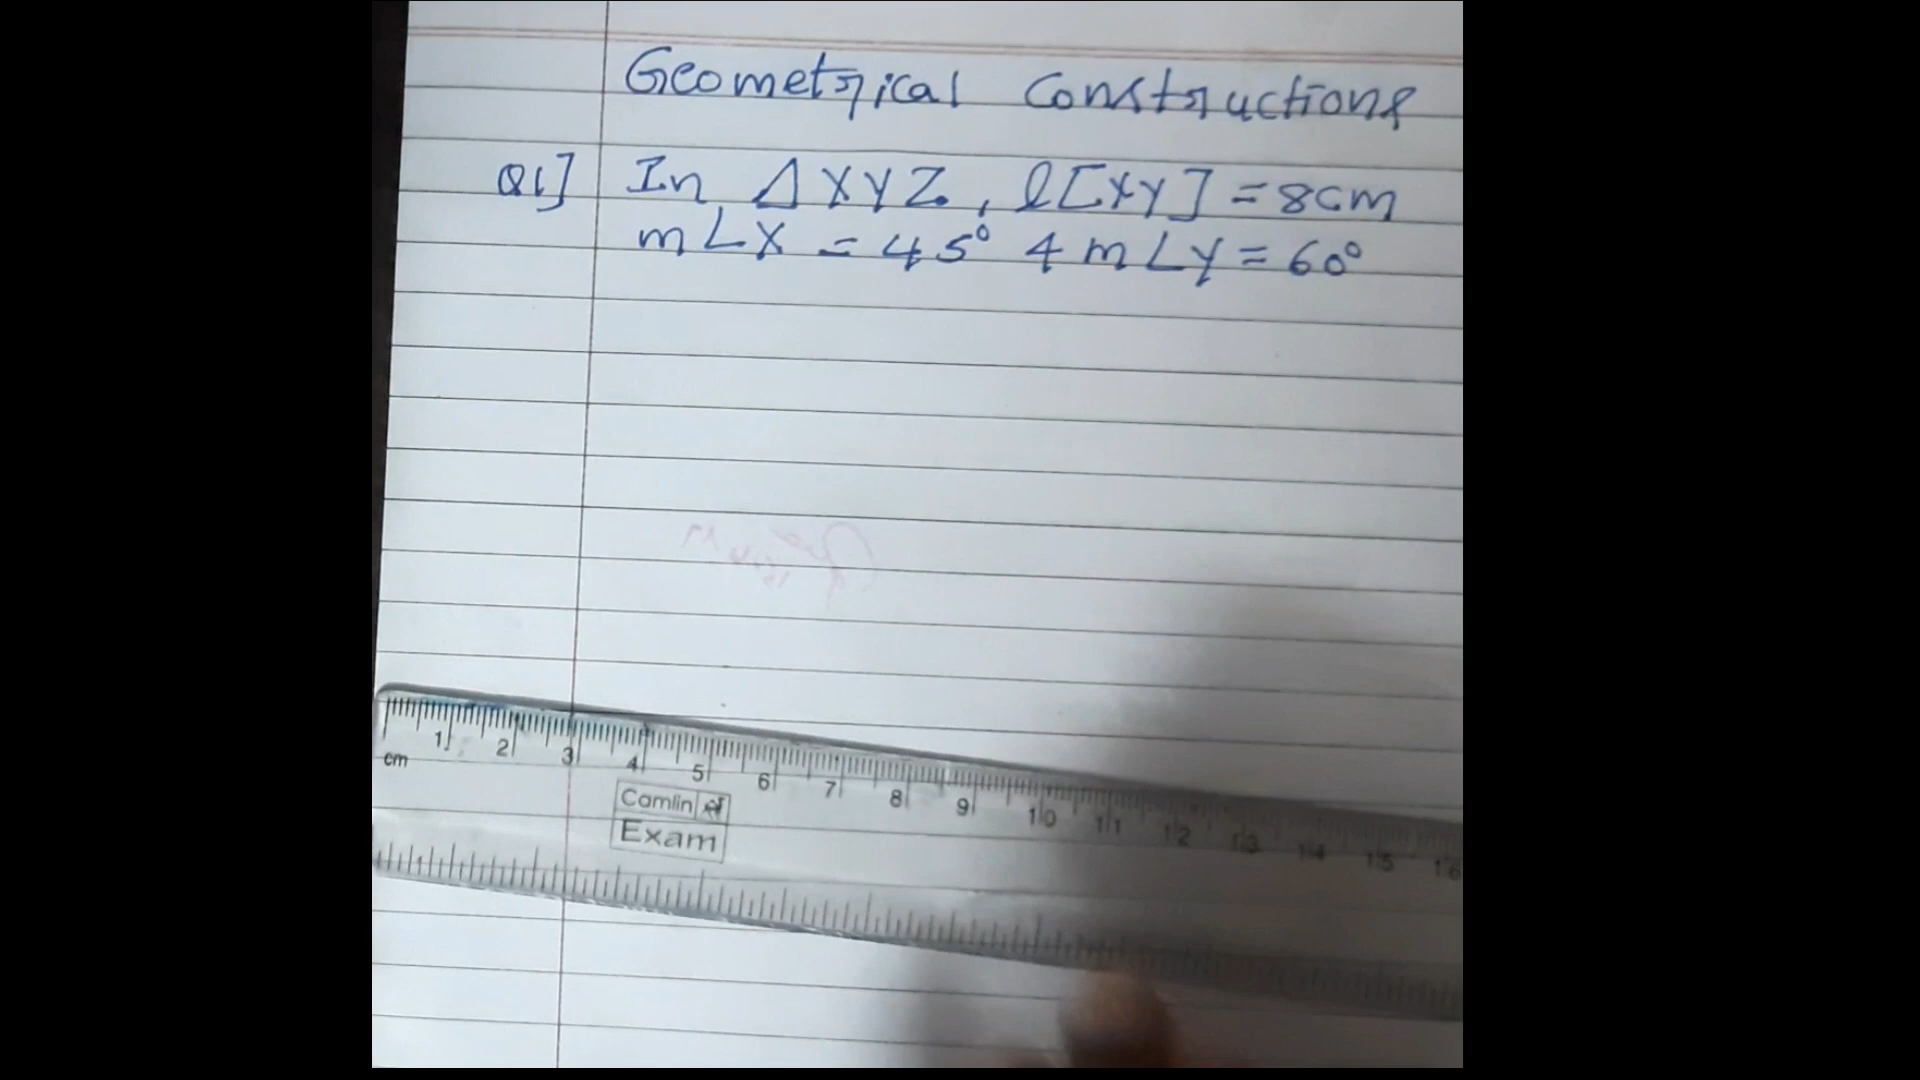 Geometrical Constructions
Q1] In ΔXYZ, l[XY] = 8cm
m∠X = 45° 4 m∠Y = 60°
1 2 3 4 5 6 7 8 9 10 11 12 13 14 15 16
cm
Camlin
Exam